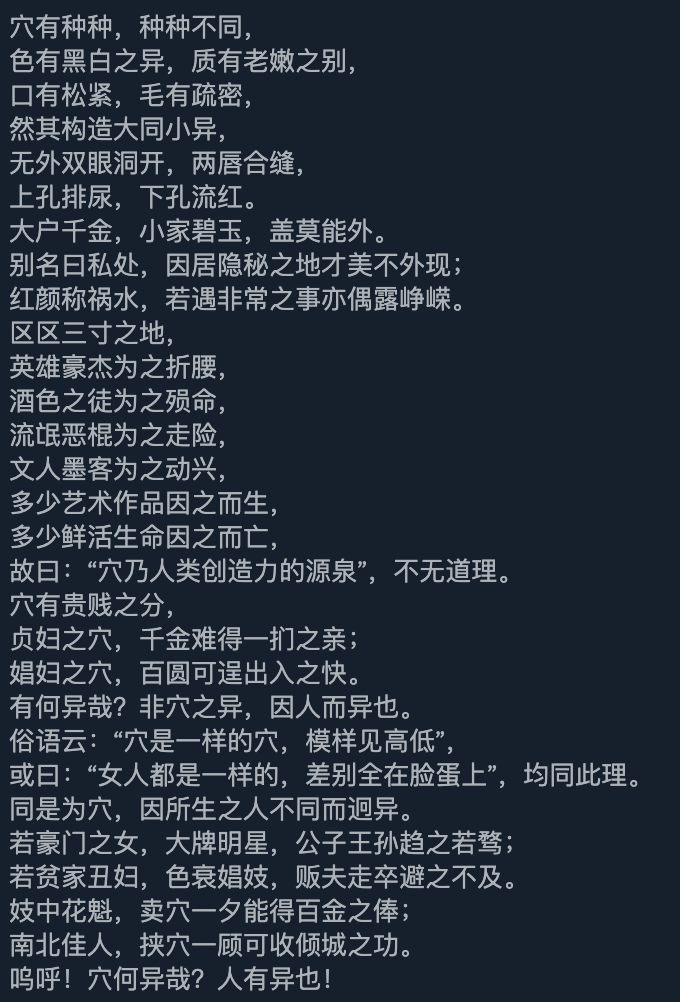 穴有种种，种种不同，
色有黑白之异，质有老嫩之别，
口有松紧，毛有疏密，
然其构造大同小异，
无外双眼洞开，两唇合缝，
上孔排尿，下孔流红。
大户千金，小家碧玉，盖莫能外。
别名曰私处，因居隐秘之地才美不外现；
红颜称祸水，若遇非常之事亦偶露峥嵘。
区区三寸之地，
英雄豪杰为之折腰，
酒色之徒为之殒命，
流氓恶棍为之走险，
文人墨客为之动兴，
多少艺术作品因之而生，
多少鲜活生命因之而亡，
故曰：“穴乃人类创造力的源泉”，不无道理。
穴有贵贱之分，
贞妇之穴，千金难得一扪之亲；
娼妇之穴，百圆可逞出入之快。
有何异哉？非穴之异，因人而异也。
俗语云：“穴是一样的穴，模样见高低”，
或曰：“女人都是一样的，差别全在脸蛋上”，均同此理。
同是为穴，因所生之人不同而迥异。
若豪门之女，大牌明星，公子王孙趋之若鹜；
若贫家丑妇，色衰娼妓，贩夫走卒避之不及。
妓中花魁，卖穴一夕能得百金之俸；
南北佳人，挟穴一顾可收倾城之功。
呜呼！穴何异哉？人有异也！